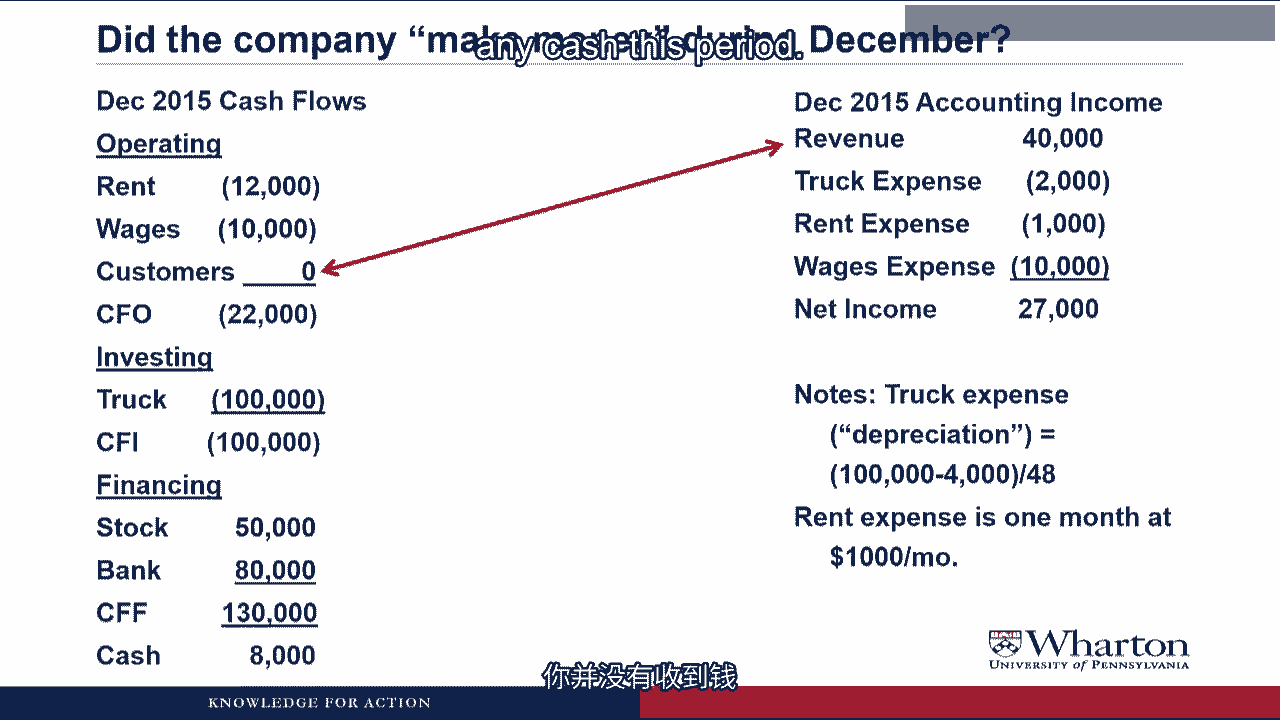 Did the company “make money” during December?
any cash this period.
Dec 2015 Cash Flows
Operating
Rent (12,000)
Wages (10,000)
Customers 0
CFO (22,000)
Investing
Truck (100,000)
CFI (100,000)
Financing
Stock 50,000
Bank 80,000
CFF 130,000
Cash 8,000
Dec 2015 Accounting Income
Revenue 40,000
Truck Expense (2,000)
Rent Expense (1,000)
Wages Expense (10,000)
Net Income 27,000
Notes: Truck expense
(“depreciation”) =
(100,000-4,000)/48
Rent expense is one month at
$1000/mo.
Wharton
UNIVERSITY of PENNSYLVANIA
你并没有收到钱
KNOWLEDGE FOR ACTION